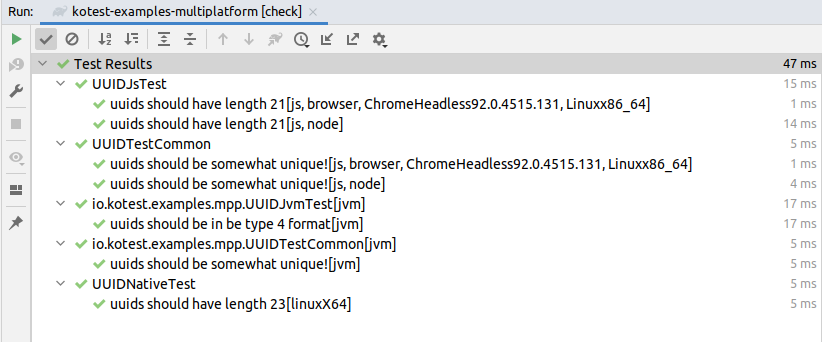 Run: kotest-examples-multiplatform [check]
Test Results 47 ms
UUIDJsTest 15 ms
uuids should have length 21[js, browser, ChromeHeadless92.0.4515.131, Linuxx86_64] 1 ms
uuids should have length 21[js, node] 14 ms
UUIDTestCommon 5 ms
uuids should be somewhat unique![js, browser, ChromeHeadless92.0.4515.131, Linuxx86_64] 1 ms
uuids should be somewhat unique![js, node] 4 ms
io.kotest.examples.mpp.UUIDJvmTest[jvm] 17 ms
uuids should be in be type 4 format[jvm] 17 ms
io.kotest.examples.mpp.UUIDTestCommon[jvm] 5 ms
uuids should be somewhat unique![jvm] 5 ms
UUIDNativeTest 5 ms
uuids should have length 23[linuxX64] 5 ms